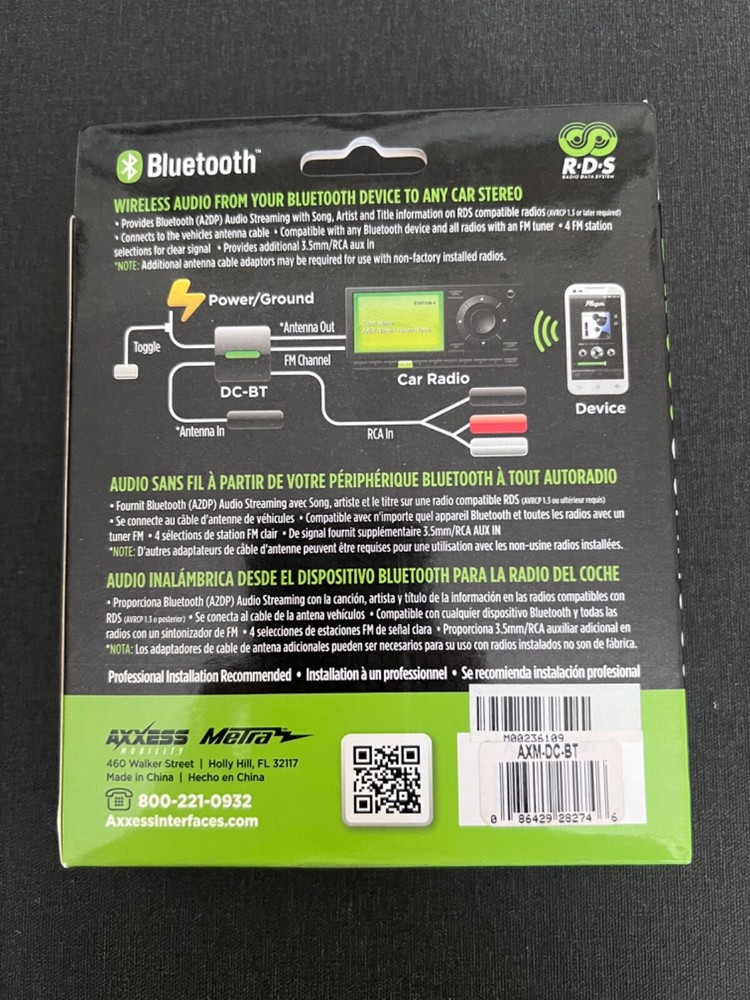 Bluetooth™
R•D•S
RADIO DATA SYSTEM
WIRELESS AUDIO FROM YOUR BLUETOOTH DEVICE TO ANY CAR STEREO
• Provides Bluetooth (A2DP) Audio Streaming with Song, Artist and Title information on RDS compatible radios (AVRCP 1.3 or later required)
• Connects to the vehicles antenna cable • Compatible with any Bluetooth device and all radios with an FM tuner • 4 FM station
selections for clear signal • Provides additional 3.5mm/RCA aux in
*NOTE: Additional antenna cable adaptors may be required for use with non-factory installed radios.
Power/Ground
*Antenna Out
STATION 4
Toggle
FM Channel
DC-BT
Car Radio
Device
*Antenna In
RCA In
AUDIO SANS FIL À PARTIR DE VOTRE PÉRIPHÉRIQUE BLUETOOTH À TOUT AUTORADIO
• Fournit Bluetooth (A2DP) Audio Streaming avec Song, artiste et le titre sur une radio compatible RDS (AVRCP 1.3 ou ultérieur requis)
• Se connecte au câble d'antenne de véhicules • Compatible avec n'importe quel appareil Bluetooth et toutes les radios avec un
tuner FM • 4 sélections de station FM clair • De signal fournit supplémentaire 3.5mm/RCA AUX IN
*NOTE: D'autres adaptateurs de câble d'antenne peuvent être requises pour une utilisation avec les non-usine radios installées.
AUDIO INALÁMBRICA DESDE EL DISPOSITIVO BLUETOOTH PARA LA RADIO DEL COCHE
• Proporciona Bluetooth (A2DP) Audio Streaming con la canción, artista y título de la información en las radios compatibles con
RDS (AVRCP 1.3 o posterior) • Se conecta al cable de la antena vehículos • Compatible con cualquier dispositivo Bluetooth y todas las
radios con un sintonizador de FM • 4 selecciones de estaciones FM de señal clara • Proporciona 3.5mm/RCA auxiliar adicional en
*NOTA: Los adaptadores de cable de antena adicionales pueden ser necesarios para su uso con radios instalados no son de fábrica.
Professional Installation Recommended • Installation à un professionnel • Se recomienda instalación profesional
AXXESS
MOBILITY
Metra
460 Walker Street | Holly Hill, FL 32117
Made in China | Hecho en China
800-221-0932
AxxessInterfaces.com
M00236109
AXM-DC-BT
0 86429 28274 6